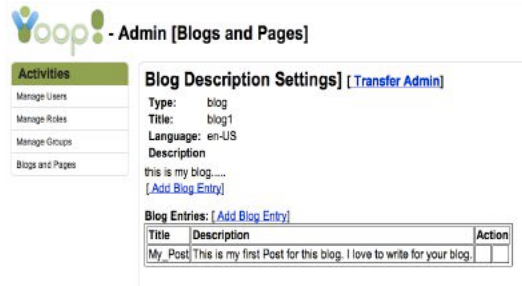 Yoop! - Admin [Blogs and Pages]
Activities
Manage Users
Manage Roles
Manage Groups
Blogs and Pages
Blog Description Settings] [ Transfer Admin]
Type: blog
Title: blog1
Language: en-US
Description
this is my blog.....
[ Add Blog Entry]
Blog Entries: [ Add Blog Entry]
Title Description Action
My_Post This is my first Post for this blog. I love to write for your blog.